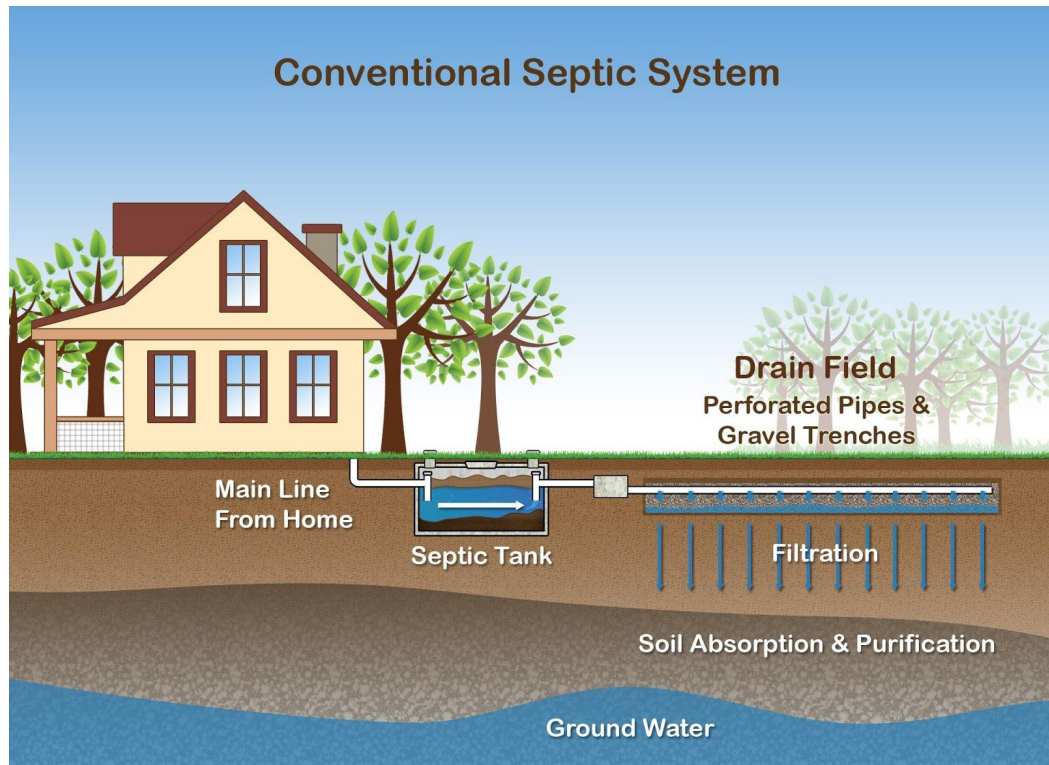 Conventional Septic System
Drain Field
Perforated Pipes &
Gravel Trenches
Main Line
From Home
Septic Tank
Filtration
Soil Absorption & Purification
Ground Water